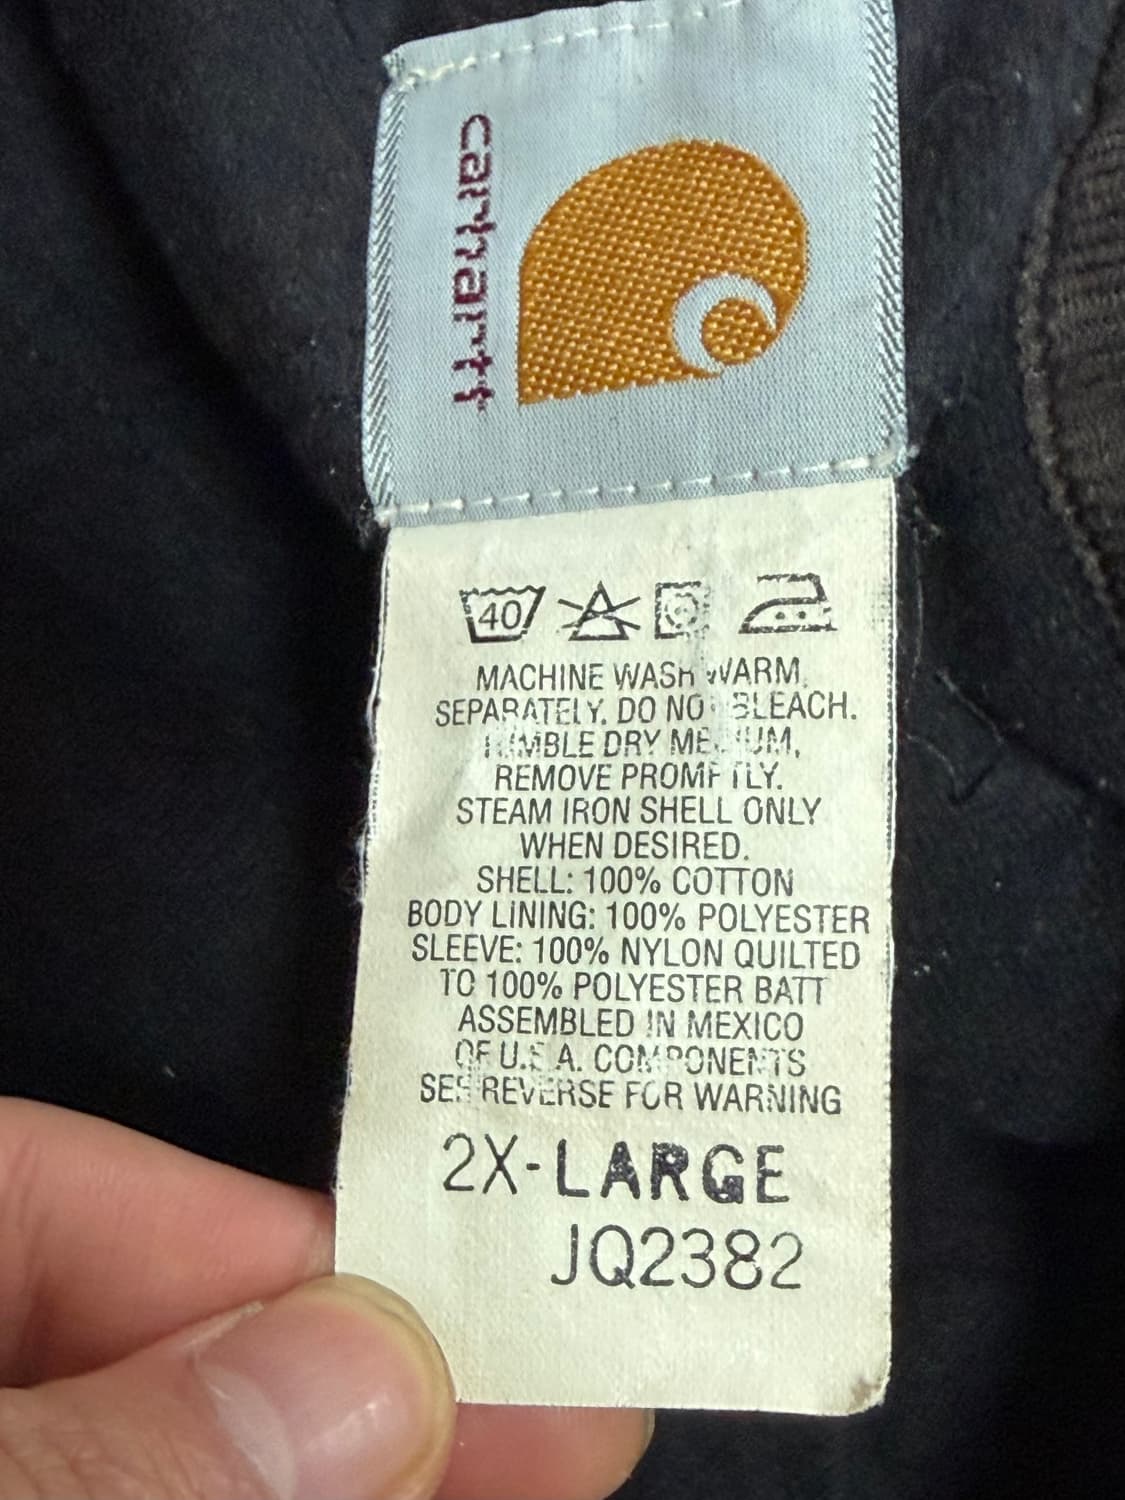 carhartt
40
MACHINE WASH WARM,
SEPARATELY. DO NOT BLEACH.
TUMBLE DRY MEDIUM,
REMOVE PROMPTLY.
STEAM IRON SHELL ONLY
WHEN DESIRED.
SHELL: 100% COTTON
BODY LINING: 100% POLYESTER
SLEEVE: 100% NYLON QUILTED
TO 100% POLYESTER BATT
ASSEMBLED IN MEXICO
OF U.S.A. COMPONENTS
SEE REVERSE FOR WARNING
2X-LARGE
JQ2382